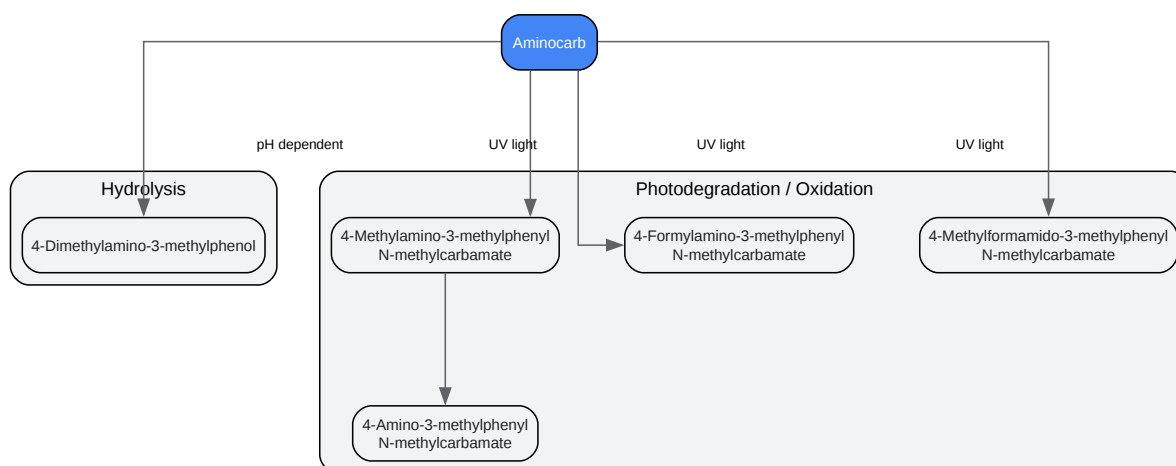 Aminocarb
pH dependent
UV light
UV light
UV light
Hydrolysis
Photodegradation / Oxidation
4-Dimethylamino-3-methylphenol
4-Methylamino-3-methylphenyl
N-methylcarbamate
4-Formylamino-3-methylphenyl
N-methylcarbamate
4-Methylformamido-3-methylphenyl
N-methylcarbamate
4-Amino-3-methylphenyl
N-methylcarbamate